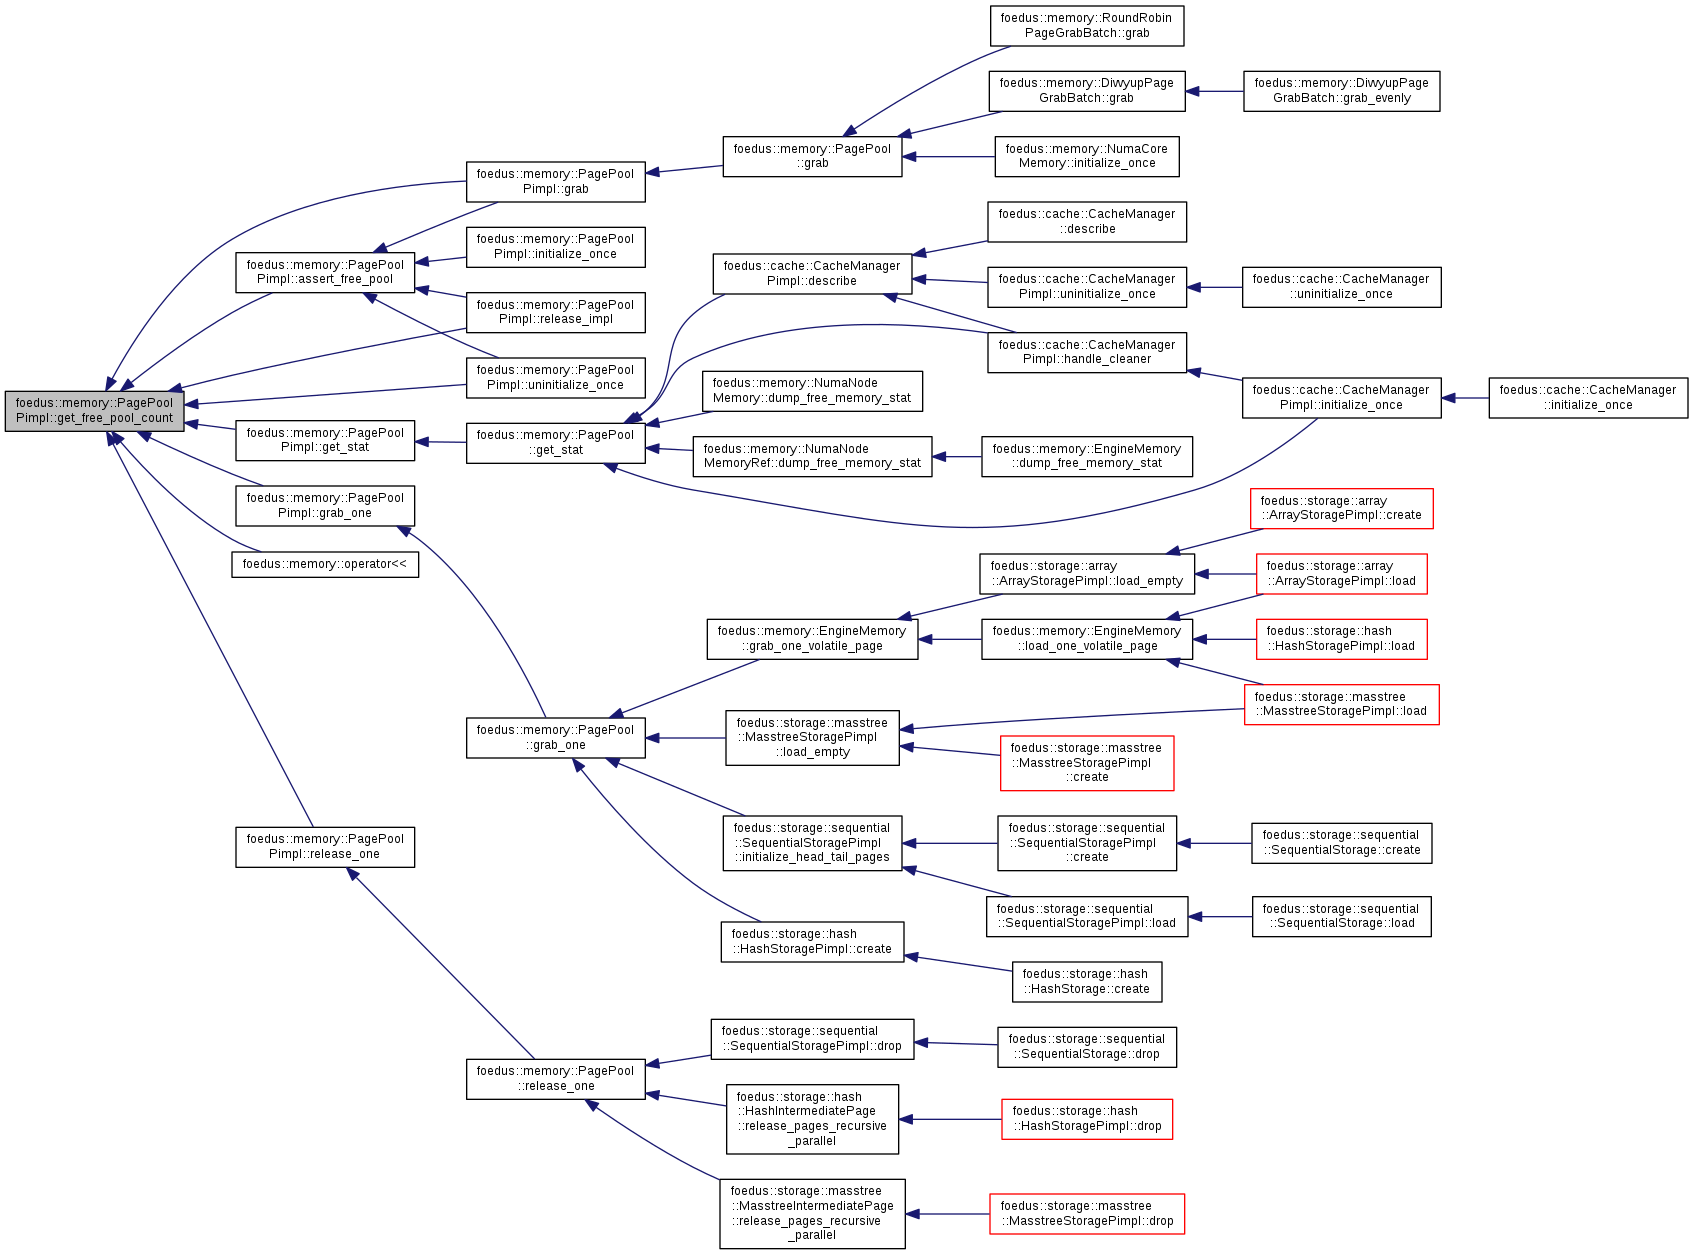 foedus::memory::RoundRobin
PageGrabBatch::grab
foedus::memory::DivvyupPage
GrabBatch::grab
foedus::memory::DivvyupPage
GrabBatch::grab_evenly
foedus::memory::PagePool
::grab
foedus::memory::NumaCore
Memory::initialize_once
foedus::memory::PagePool
Pimpl::grab
foedus::cache::CacheManager
::describe
foedus::memory::PagePool
Pimpl::initialize_once
foedus::memory::PagePool
Pimpl::assert_free_pool
foedus::cache::CacheManager
Pimpl::describe
foedus::cache::CacheManager
Pimpl::uninitialize_once
foedus::cache::CacheManager
::uninitialize_once
foedus::memory::PagePool
Pimpl::release_impl
foedus::cache::CacheManager
Pimpl::handle_cleaner
foedus::memory::PagePool
Pimpl::uninitialize_once
foedus::memory::NumaNode
Memory::dump_free_memory_stat
foedus::cache::CacheManager
Pimpl::initialize_once
foedus::cache::CacheManager
::initialize_once
foedus::memory::PagePool
Pimpl::get_free_pool_count
foedus::memory::PagePool
Pimpl::get_stat
foedus::memory::PagePool
::get_stat
foedus::memory::NumaNode
MemoryRef::dump_free_memory_stat
foedus::memory::EngineMemory
::dump_free_memory_stat
foedus::memory::PagePool
Pimpl::grab_one
foedus::storage::array
::ArrayStoragePimpl::create
foedus::memory::operator<<
foedus::storage::array
::ArrayStoragePimpl::load_empty
foedus::storage::array
::ArrayStoragePimpl::load
foedus::memory::EngineMemory
::grab_one_volatile_page
foedus::memory::EngineMemory
::load_one_volatile_page
foedus::storage::hash
::HashStoragePimpl::load
foedus::storage::masstree
::MasstreeStoragePimpl::load
foedus::memory::PagePool
::grab_one
foedus::storage::masstree
::MasstreeStoragePimpl
::load_empty
foedus::storage::masstree
::MasstreeStoragePimpl
::create
foedus::memory::PagePool
Pimpl::release_one
foedus::storage::sequential
::SequentialStoragePimpl
::initialize_head_tail_pages
foedus::storage::sequential
::SequentialStoragePimpl
::create
foedus::storage::sequential
::SequentialStorage::create
foedus::storage::sequential
::SequentialStoragePimpl::load
foedus::storage::sequential
::SequentialStorage::load
foedus::storage::hash
::HashStoragePimpl::create
foedus::storage::hash
::HashStorage::create
foedus::storage::sequential
::SequentialStoragePimpl::drop
foedus::storage::sequential
::SequentialStorage::drop
foedus::memory::PagePool
::release_one
foedus::storage::hash
::HashIntermediatePage
::release_pages_recursive
_parallel
foedus::storage::hash
::HashStoragePimpl::drop
foedus::storage::masstree
::MasstreeIntermediatePage
::release_pages_recursive
_parallel
foedus::storage::masstree
::MasstreeStoragePimpl::drop